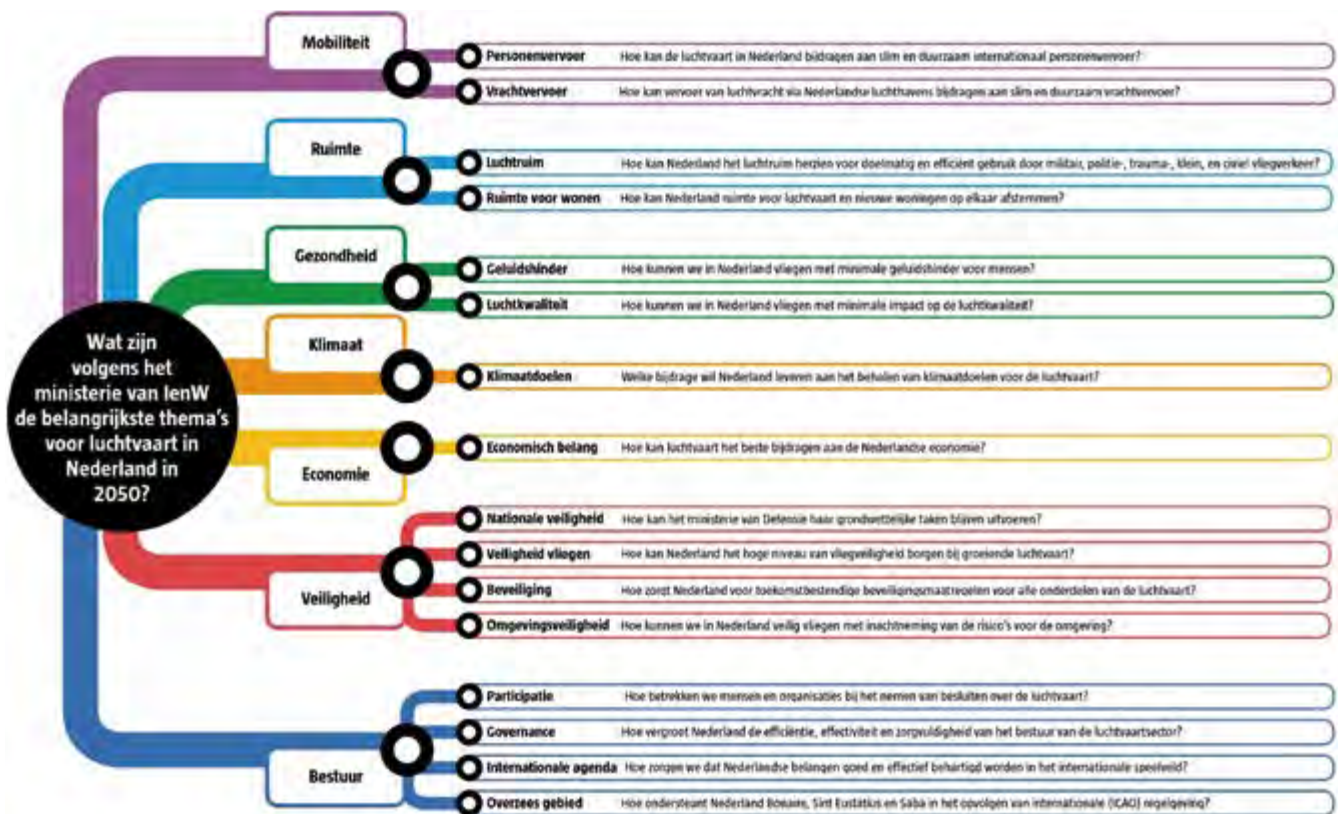 Mobiliteit
Personenvervoer Hoe kan de luchtvaart in Nederland bijdragen aan slim en duurzaam internationaal personenvervoer?
Vrachtvervoer Hoe kan vervoer van luchtvracht via Nederlandse luchthavens bijdragen aan slim en duurzaam vrachtvervoer?
Ruimte
Luchtruim Hoe kan Nederland het luchtruim herzien voor doelmatig en efficiënt gebruik door militair, politie-, trauma-, klein, en civiel vliegverkeer?
Ruimte voor wonen Hoe kan Nederland ruimte voor luchtvaart en nieuwe woningen op elkaar afstemmen?
Gezondheid
Geluidshinder Hoe kunnen we in Nederland vliegen met minimale geluidshinder voor mensen?
Luchtkwaliteit Hoe kunnen we in Nederland vliegen met minimale impact op de luchtkwaliteit?
Klimaat
Klimaatdoelen Welke bijdrage wil Nederland leveren aan het behalen van klimaatdoelen voor de luchtvaart?
Wat zijn
volgens het
ministerie van IenW
de belangrijkste thema's
voor luchtvaart in
Nederland in
2050?
Economisch belang Hoe kan luchtvaart het beste bijdragen aan de Nederlandse economie?
Economie
Nationale veiligheid Hoe kan het ministerie van Defensie haar grondwettelijke taken blijven uitvoeren?
Veiligheid vliegen Hoe kan Nederland het hoge niveau van vliegveiligheid borgen bij groeiende luchtvaart?
Beveiliging Hoe zorgt Nederland voor toekomstbestendige beveiligingsmaatregelen voor alle onderdelen van de luchtvaart?
Veiligheid
Omgevingsveiligheid Hoe kunnen we in Nederland veilig vliegen met inachtneming van de risico's voor de omgeving?
Participatie Hoe betrekken we mensen en organisaties bij het nemen van besluiten over de luchtvaart?
Governance Hoe vergroot Nederland de efficiëntie, effectiviteit en zorgvuldigheid van het bestuur van de luchtvaartsector?
Internationale agenda Hoe zorgen we dat Nederlandse belangen goed en effectief behartigd worden in het internationale speelveld?
Bestuur
Overzees gebied Hoe ondersteunt Nederland Bonaire, Sint Eustatius en Saba in het opvolgen van internationale (ICAO) regelgeving?